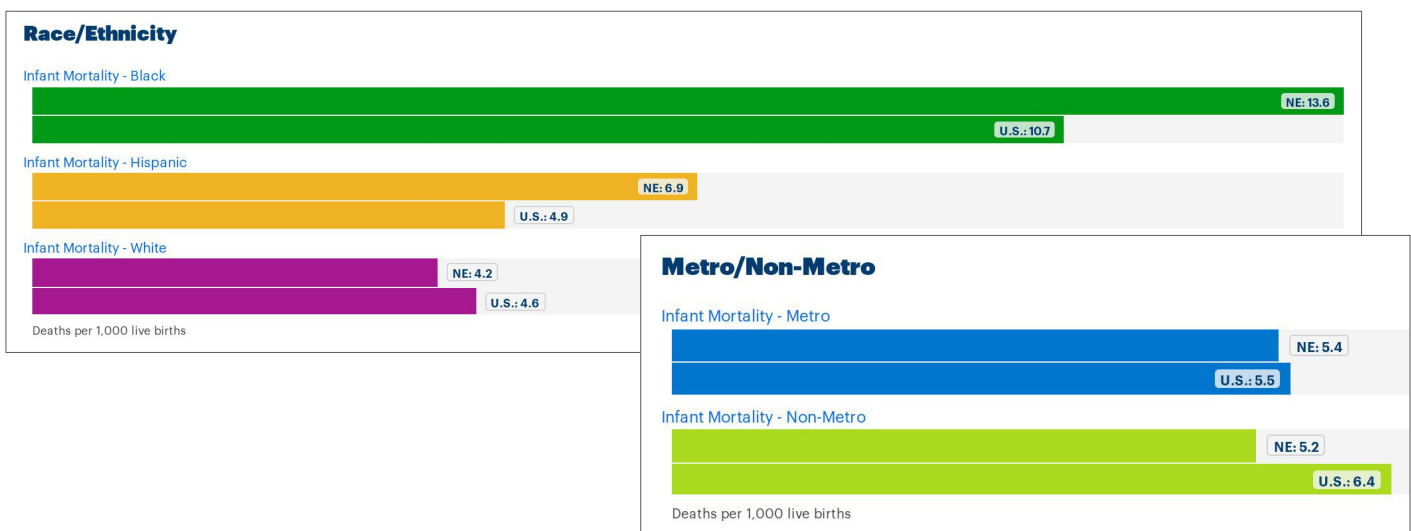 Race/Ethnicity
Infant Mortality - Black
NE: 13.6
U.S.: 10.7
Infant Mortality - Hispanic
NE: 6.9
U.S.: 4.9
Infant Mortality - White
NE: 4.2
U.S.: 4.6
Deaths per 1,000 live births
Metro/Non-Metro
Infant Mortality - Metro
NE: 5.4
U.S.: 5.5
Infant Mortality - Non-Metro
NE: 5.2
U.S.: 6.4
Deaths per 1,000 live births